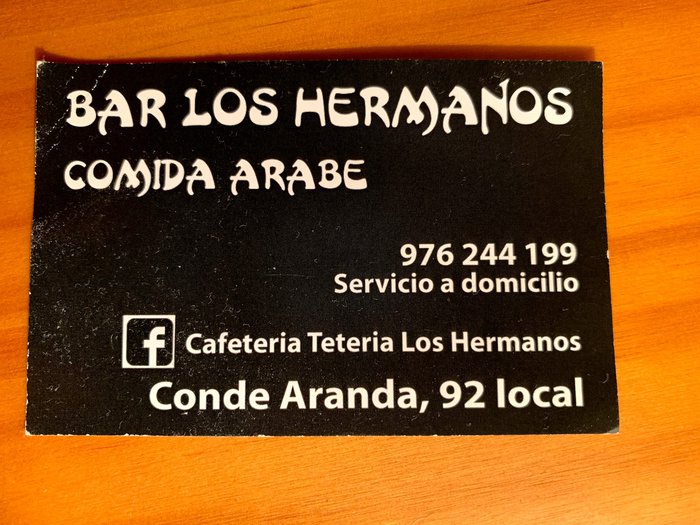 BAR LOS HERMANOS
COMIDA ARABE
976 244 199
Servicio a domicilio
f Cafeteria Teteria Los Hermanos
Conde Aranda, 92 local